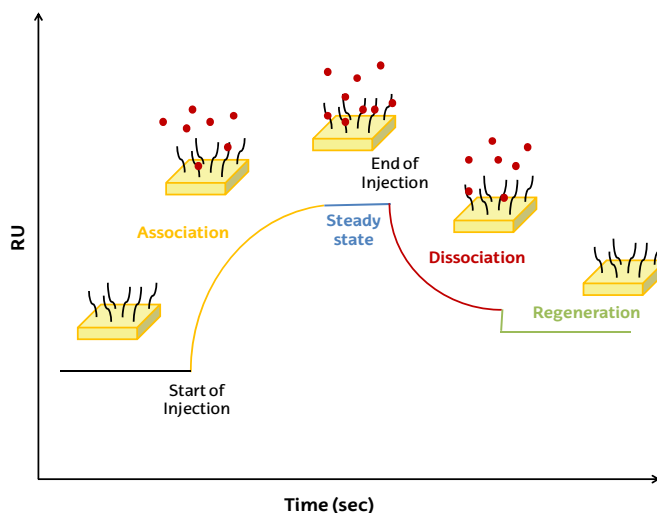 End of
Injection
Association
Steady
state
Dissociation
RU
Regeneration
Start of
Injection
Time (sec)